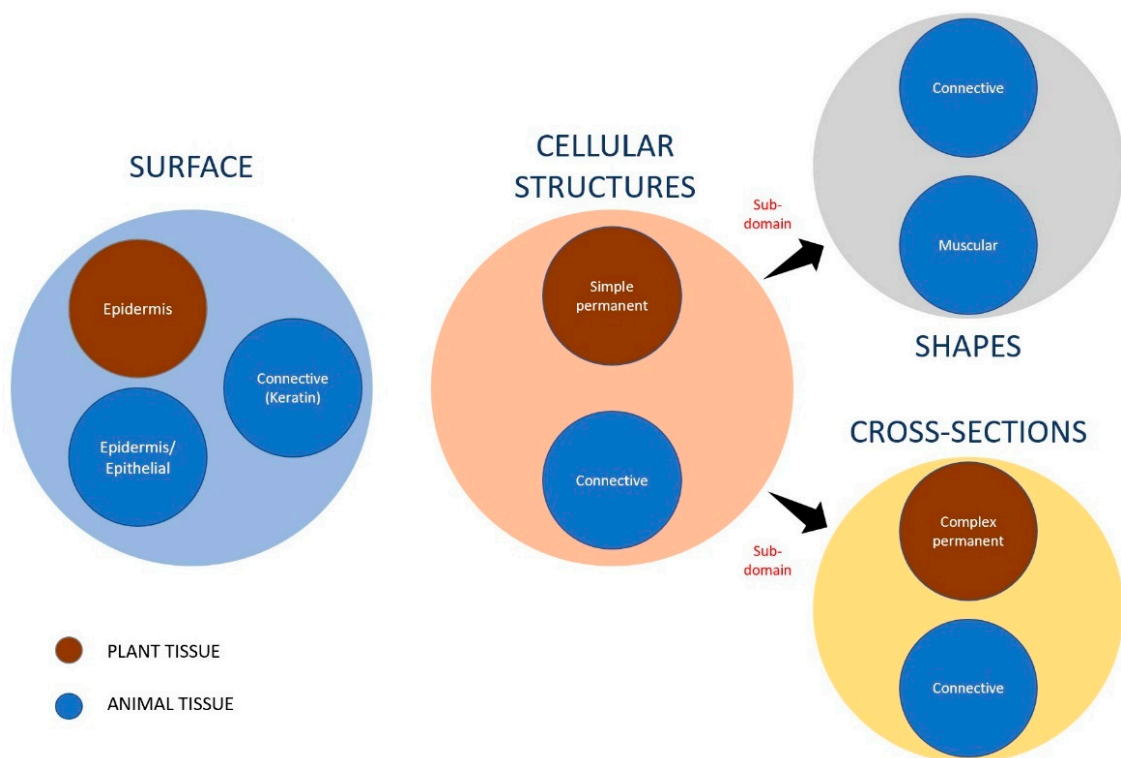 SURFACE
Epidermis
Connective
(Keratin)
Epidermis/
Epithelial
CELLULAR
STRUCTURES
Simple
permanent
Connective
Sub-
domain
Connective
Muscular
SHAPES
Sub-
domain
CROSS-SECTIONS
Complex
permanent
Connective
PLANT TISSUE
ANIMAL TISSUE